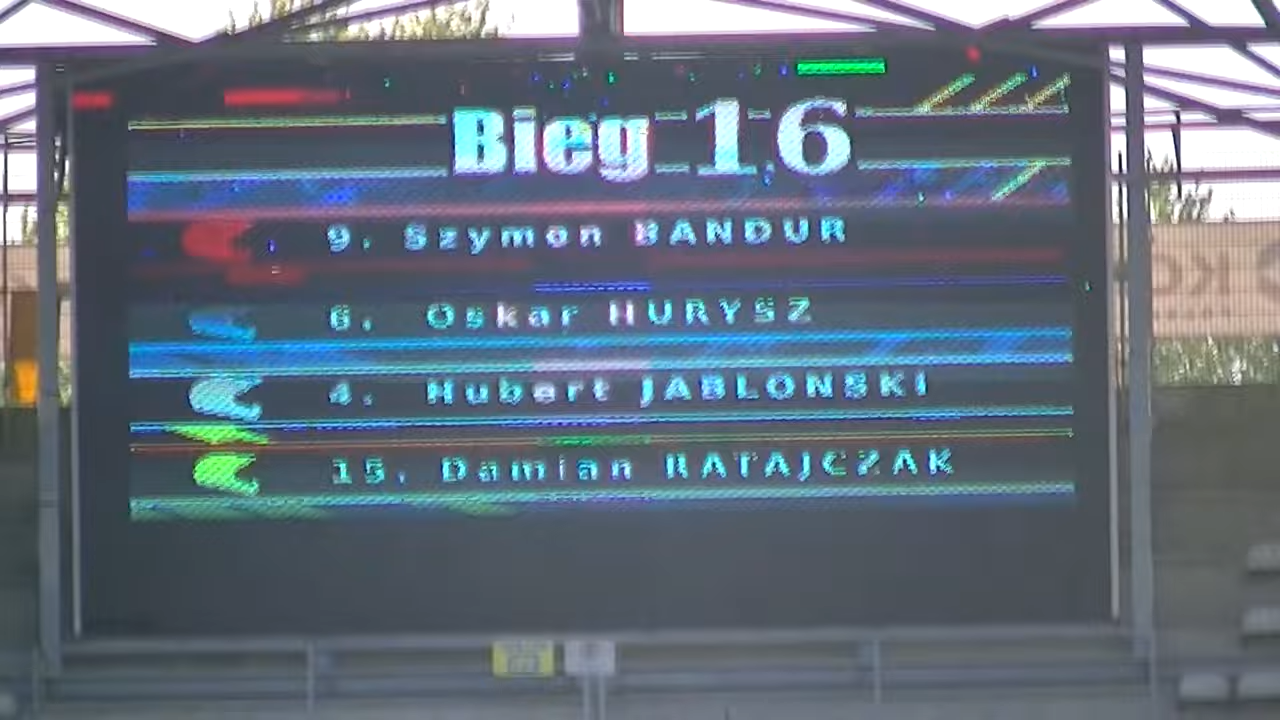 Bieg 16
9. Szymon BANDUR
6. Oskar HURYSZ
4. Hubert JABLONSKI
15. Damian RATAJCZAK